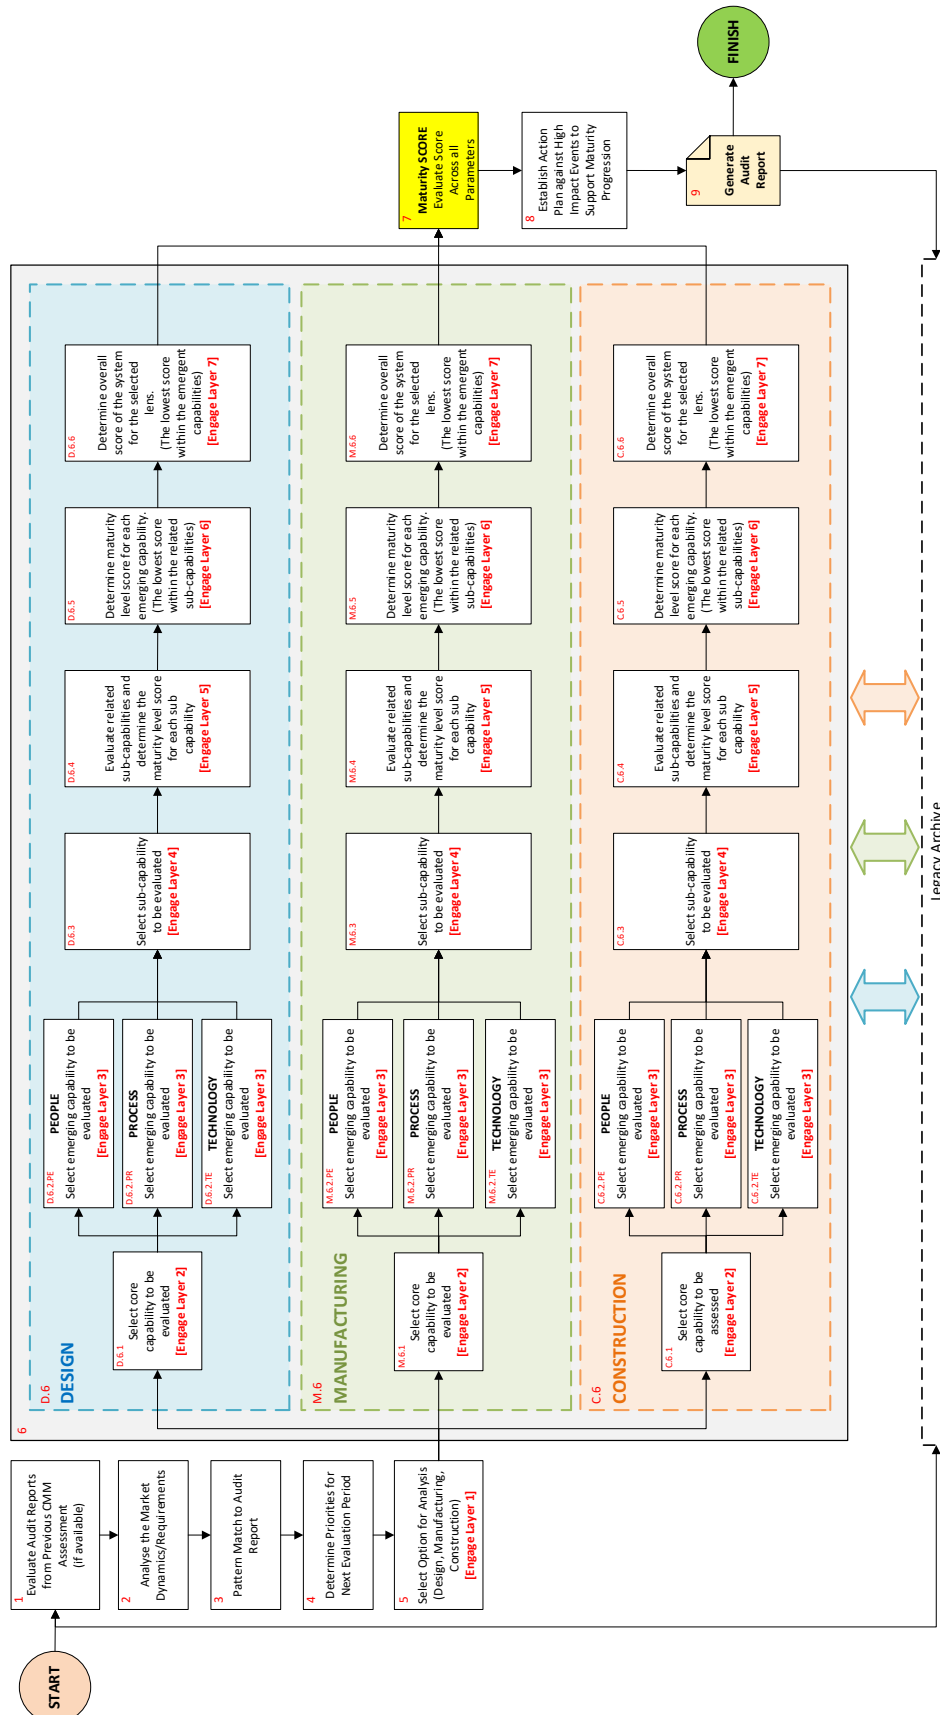 START
1
Evaluate Audit Reports
from Previous CMM
Assessment
(if available)
2
Analyse the Market
Dynamics/Requirements
3
Pattern Match to Audit
Report
4
Determine Priorities for
Next Evaluation Period
5
Select Option for Analysis
(Design, Manufacturing,
Construction)
[Engage Layer 1]
6
D.6
DESIGN
D.6.1
Select core
capability to be
evaluated
[Engage Layer 2]
D.6.2.PE
PEOPLE
Select emerging capability to be
evaluated
[Engage Layer 3]
D.6.2.PR
PROCESS
Select emerging capability to be
evaluated
[Engage Layer 3]
D.6.2.TE
TECHNOLOGY
Select emerging capability to be
evaluated
[Engage Layer 3]
D.6.3
Select sub-capability
to be evaluated
[Engage Layer 4]
D.6.4
Evaluate related
sub-capabilities and
determine the
maturity level score
for each sub
capability
[Engage Layer 5]
D.6.5
Determine maturity
level score for each
emerging capability.
(The lowest score
within the related
sub-capabilities)
[Engage Layer 6]
D.6.6
Determine overall
score of the system
for the selected
lens.
(The lowest score
within the emergent
capabilities)
[Engage Layer 7]
M.6
MANUFACTURING
M.6.1
Select core
capability to be
evaluated
[Engage Layer 2]
M.6.2.PE
PEOPLE
Select emerging capability to be
evaluated
[Engage Layer 3]
M.6.2.PR
PROCESS
Select emerging capability to be
evaluated
[Engage Layer 3]
M.6.2.TE
TECHNOLOGY
Select emerging capability to be
evaluated
[Engage Layer 3]
M.6.3
Select sub-capability
to be evaluated
[Engage Layer 4]
M.6.4
Evaluate related
sub-capabilities and
determine the
maturity level score
for each sub
capability
[Engage Layer 5]
M.6.5
Determine maturity
level score for each
emerging capability.
(The lowest score
within the related
sub-capabilities)
[Engage Layer 6]
M.6.6
Determine overall
score of the system
for the selected
lens.
(The lowest score
within the emergent
capabilities)
[Engage Layer 7]
C.6
CONSTRUCTION
C.6.1
Select core
capability to be
assessed
[Engage Layer 2]
C.6.2.PE
PEOPLE
Select emerging capability to be
evaluated
[Engage Layer 3]
C.6.2.PR
PROCESS
Select emerging capability to be
evaluated
[Engage Layer 3]
C.6.2.TE
TECHNOLOGY
Select emerging capability to be
evaluated
[Engage Layer 3]
C.6.3
Select sub-capability
to be evaluated
[Engage Layer 4]
C.6.4
Evaluate related
sub-capabilities and
determine the
maturity level score
for each sub
capability
[Engage Layer 5]
C.6.5
Determine maturity
level score for each
emerging capability.
(The lowest score
within the related
sub-capabilities)
[Engage Layer 6]
C.6.6
Determine overall
score of the system
for the selected
lens.
(The lowest score
within the emergent
capabilities)
[Engage Layer 7]
7
Maturity SCORE
Evaluate Score
Across all
Parameters
8
Establish Action
Plan against High
Impact Events to
Support Maturity
Progression
9
Generate
Audit
Report
FINISH
Legacy Archive